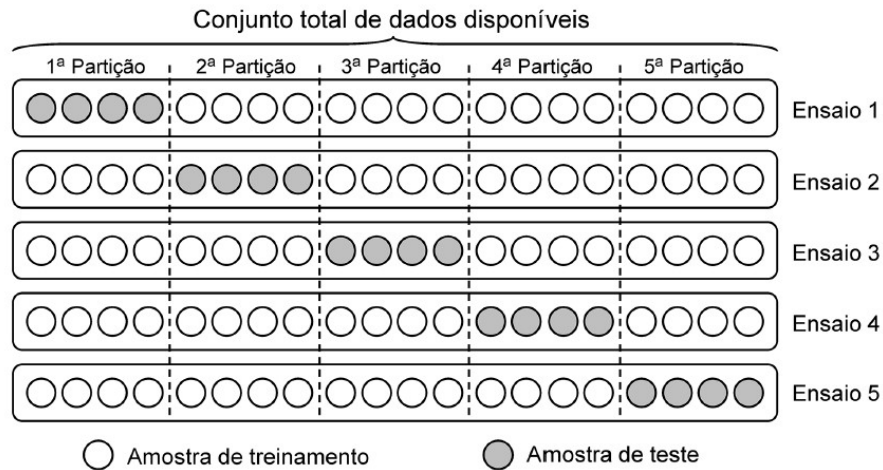 Conjunto total de dados disponíveis
1ª Partição 2ª Partição 3ª Partição 4ª Partição 5ª Partição
Ensaio 1
Ensaio 2
Ensaio 3
Ensaio 4
Ensaio 5
Amostra de treinamento Amostra de teste